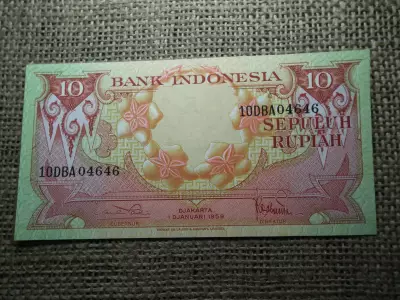 BANK INDONESIA
10
10
10DBA04646
SEPULUH
RUPIAH
10DBA04646
DJAKARTA
1 DJANUARI 1959